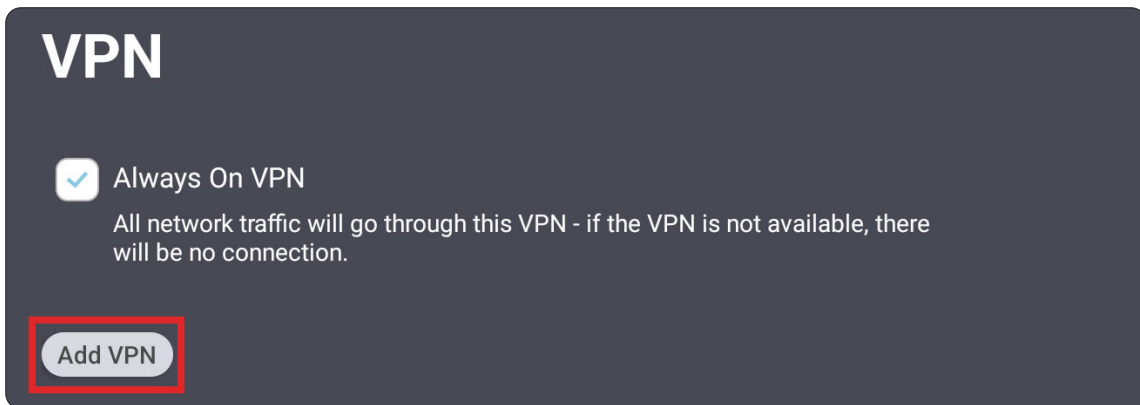 VPN
Always On VPN
All network traffic will go through this VPN - if the VPN is not available, there
will be no connection.
Add VPN